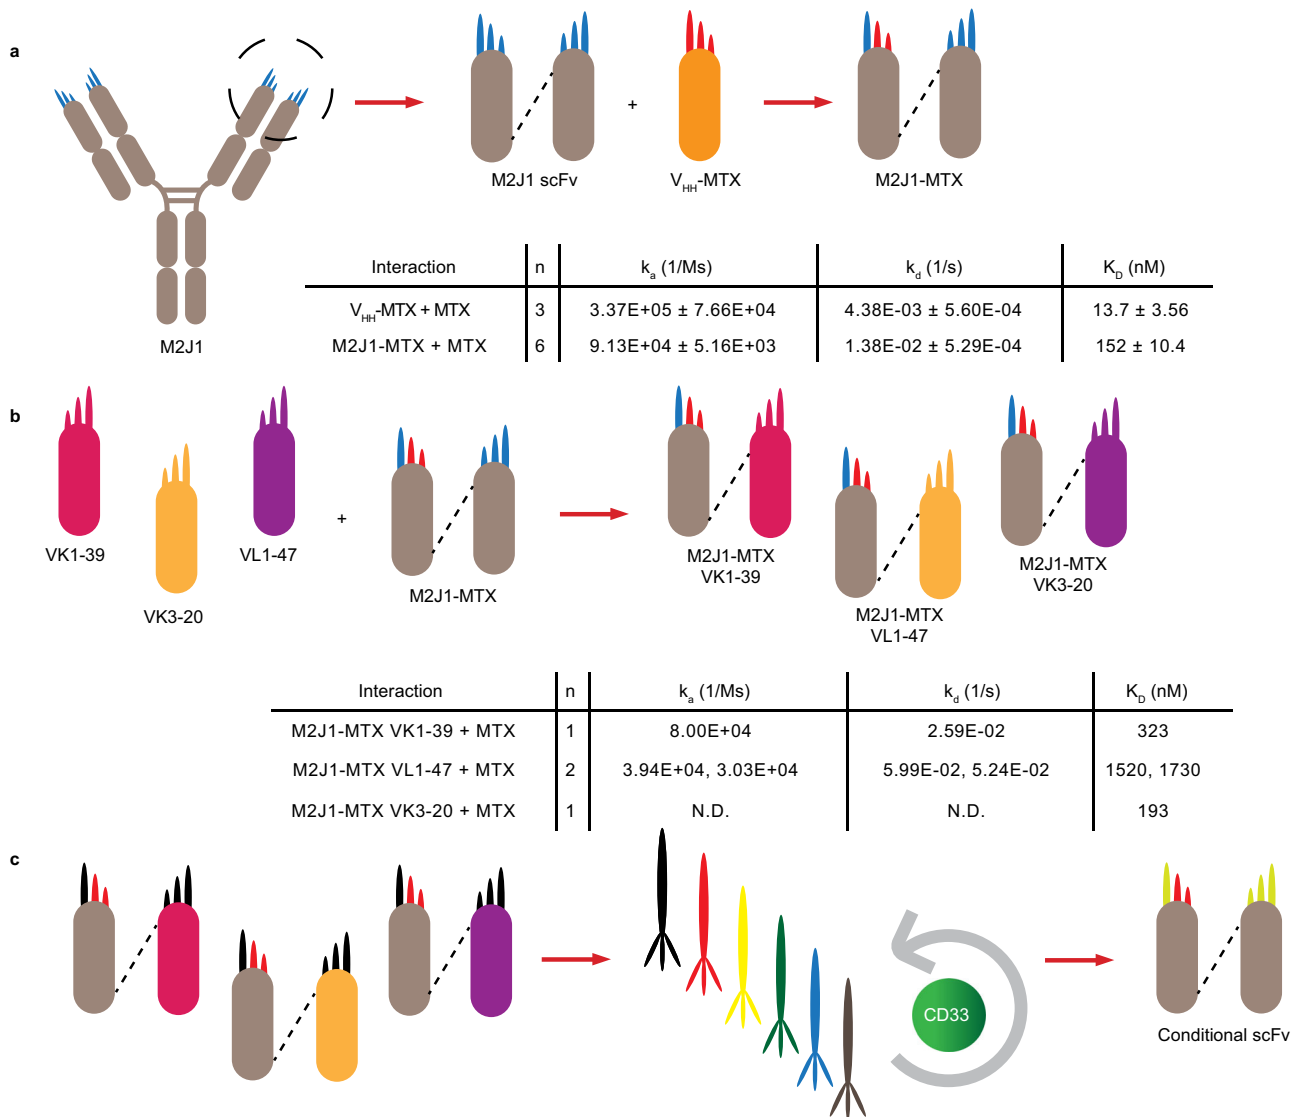 a
M2J1
M2J1 scFv
+
VHH-MTX
M2J1-MTX
Interaction n ka (1/Ms) kd (1/s) KD (nM)
VHH-MTX + MTX 3 3.37E+05 ± 7.66E+04 4.38E-03 ± 5.60E-04 13.7 ± 3.56
M2J1-MTX + MTX 6 9.13E+04 ± 5.16E+03 1.38E-02 ± 5.29E-04 152 ± 10.4
b
VK1-39
VK3-20
VL1-47
+
M2J1-MTX
M2J1-MTX
VK1-39
M2J1-MTX
VL1-47
M2J1-MTX
VK3-20
Interaction n ka (1/Ms) kd (1/s) KD (nM)
M2J1-MTX VK1-39 + MTX 1 8.00E+04 2.59E-02 323
M2J1-MTX VL1-47 + MTX 2 3.94E+04, 3.03E+04 5.99E-02, 5.24E-02 1520, 1730
M2J1-MTX VK3-20 + MTX 1 N.D. N.D. 193
c
CD33
Conditional scFv